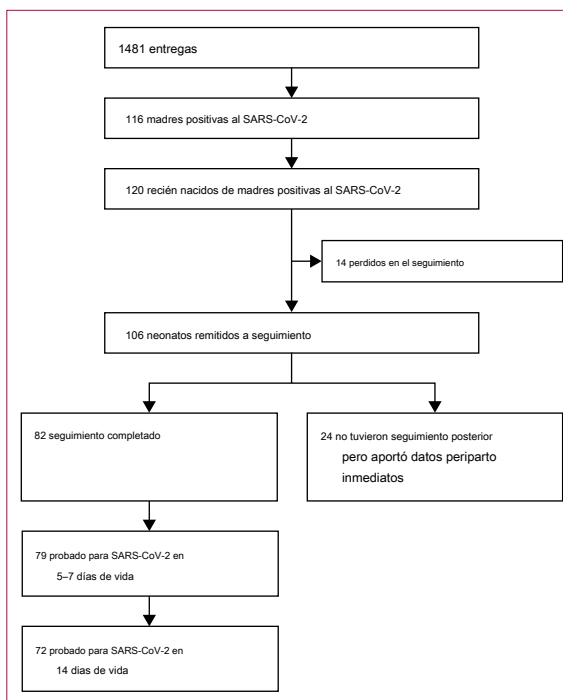 1481 entregas
116 madres positivas al SARS-CoV-2
120 recién nacidos de madres positivas al SARS-CoV-2
14 perdidos en el seguimiento
106 neonatos remitidos a seguimiento
82 seguimiento completado
24 no tuvieron seguimiento posterior
pero aportó datos periparto
inmediatos
79 probado para SARS-CoV-2 en
5–7 días de vida
72 probado para SARS-CoV-2 en
14 dias de vida